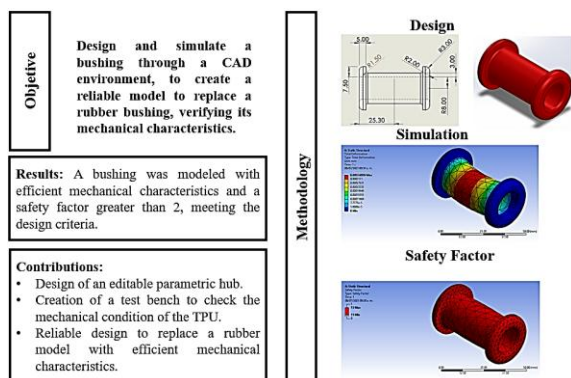 Objetive
Design and simulate a
bushing through a CAD
environment, to create a
reliable model to replace a
rubber bushing, verifying its
mechanical characteristics.
Results: A bushing was modeled with
efficient mechanical characteristics and a
safety factor greater than 2, meeting the
design criteria.
Contributions:
• Design of an editable parametric hub.
• Creation of a test bench to check the
mechanical condition of the TPU.
• Reliable design to replace a rubber
model with efficient mechanical
characteristics.
Methodology
Design
5.00
R1.50
R2.00
R3.00
3.00
7.50
R8.00
25.30
Simulation
Safety Factor